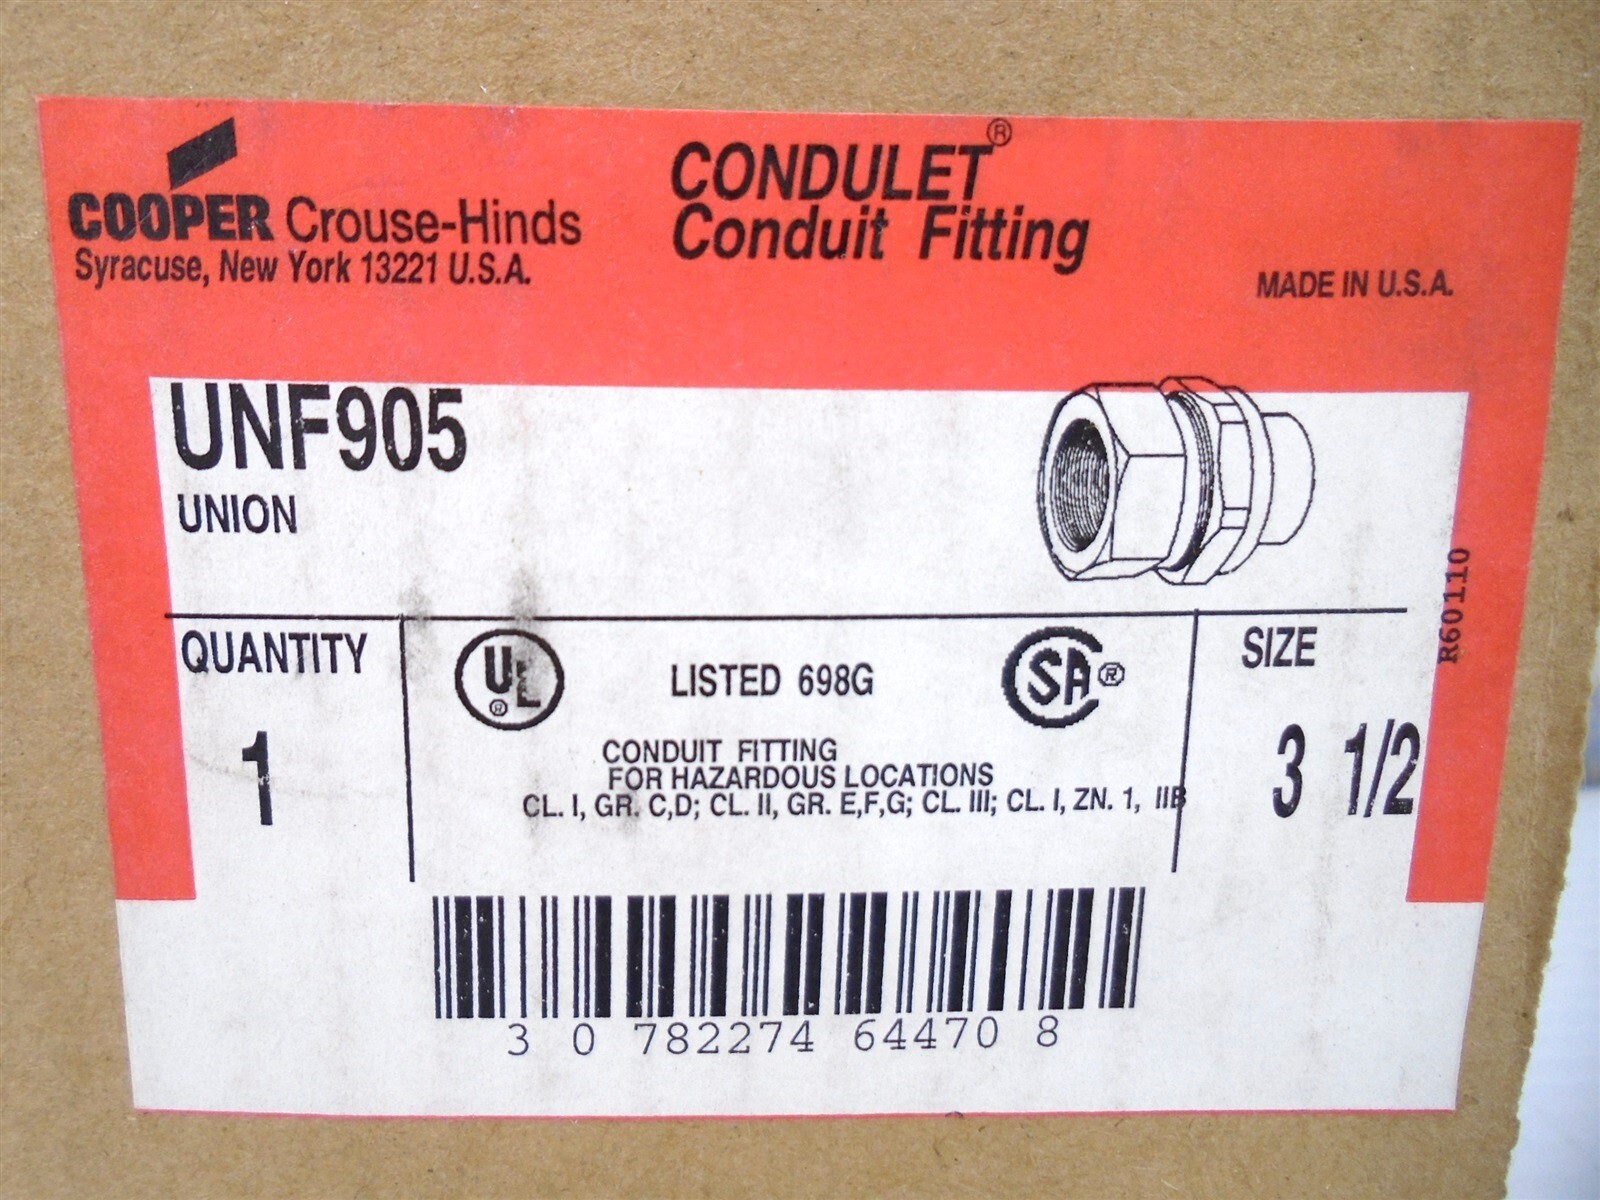 COOPER Crouse-Hinds
Syracuse, New York 13221 U.S.A.
CONDULET®
Conduit Fitting
MADE IN U.S.A.
UNF905
UNION
R60110
QUANTITY
1
UL®
LISTED 698G
CSA®
CONDUIT FITTING
FOR HAZARDOUS LOCATIONS
CL. I, GR. C,D; CL. II, GR. E,F,G; CL. III; CL. I, ZN. 1, IIB
SIZE
3 1/2
3 0 782274 64470 8